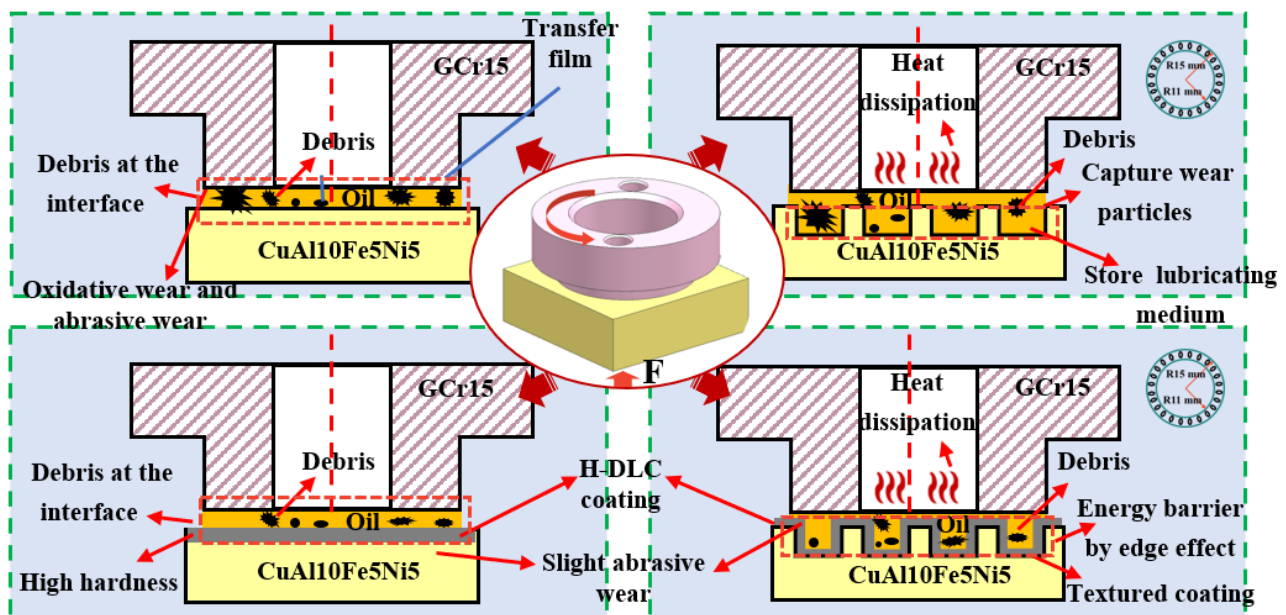 Transfer
film
GCr15
Debris
Debris at the
interface
Oil
CuAl10Fe5Ni5
Oxidative wear and
abrasive wear
Heat
dissipation
GCr15
R15 mm
R11 mm
Debris
Capture wear
particles
Oil
CuAl10Fe5Ni5
Store lubricating
medium
F
GCr15
Debris
Debris at the
interface
Oil
High hardness
CuAl10Fe5Ni5
H-DLC
coating
Slight abrasive
wear
Heat
dissipation
GCr15
R15 mm
R11 mm
Debris
Energy barrier
by edge effect
Oil
CuAl10Fe5Ni5
Textured coating